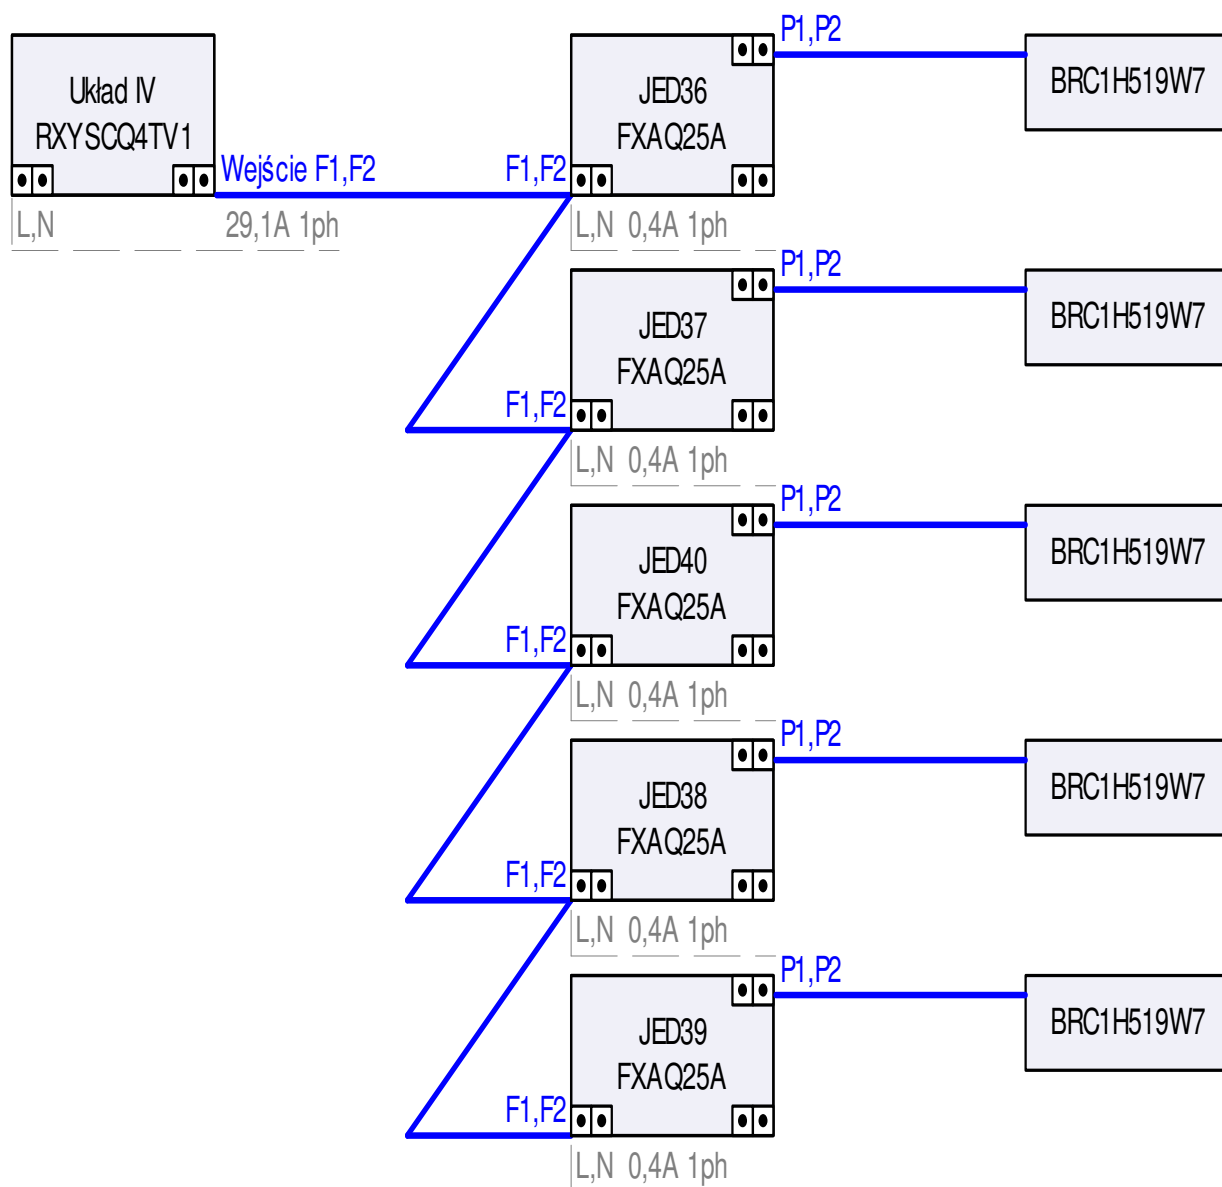 Układ IV
RXYSCQ4TV1
Wejście F1,F2
L,N 29,1A 1ph
P1,P2
JED36
FXAQ25A
F1,F2
L,N 0,4A 1ph
BRC1H519W7
P1,P2
JED37
FXAQ25A
F1,F2
L,N 0,4A 1ph
BRC1H519W7
P1,P2
JED40
FXAQ25A
F1,F2
L,N 0,4A 1ph
BRC1H519W7
P1,P2
JED38
FXAQ25A
F1,F2
L,N 0,4A 1ph
BRC1H519W7
P1,P2
JED39
FXAQ25A
F1,F2
L,N 0,4A 1ph
BRC1H519W7